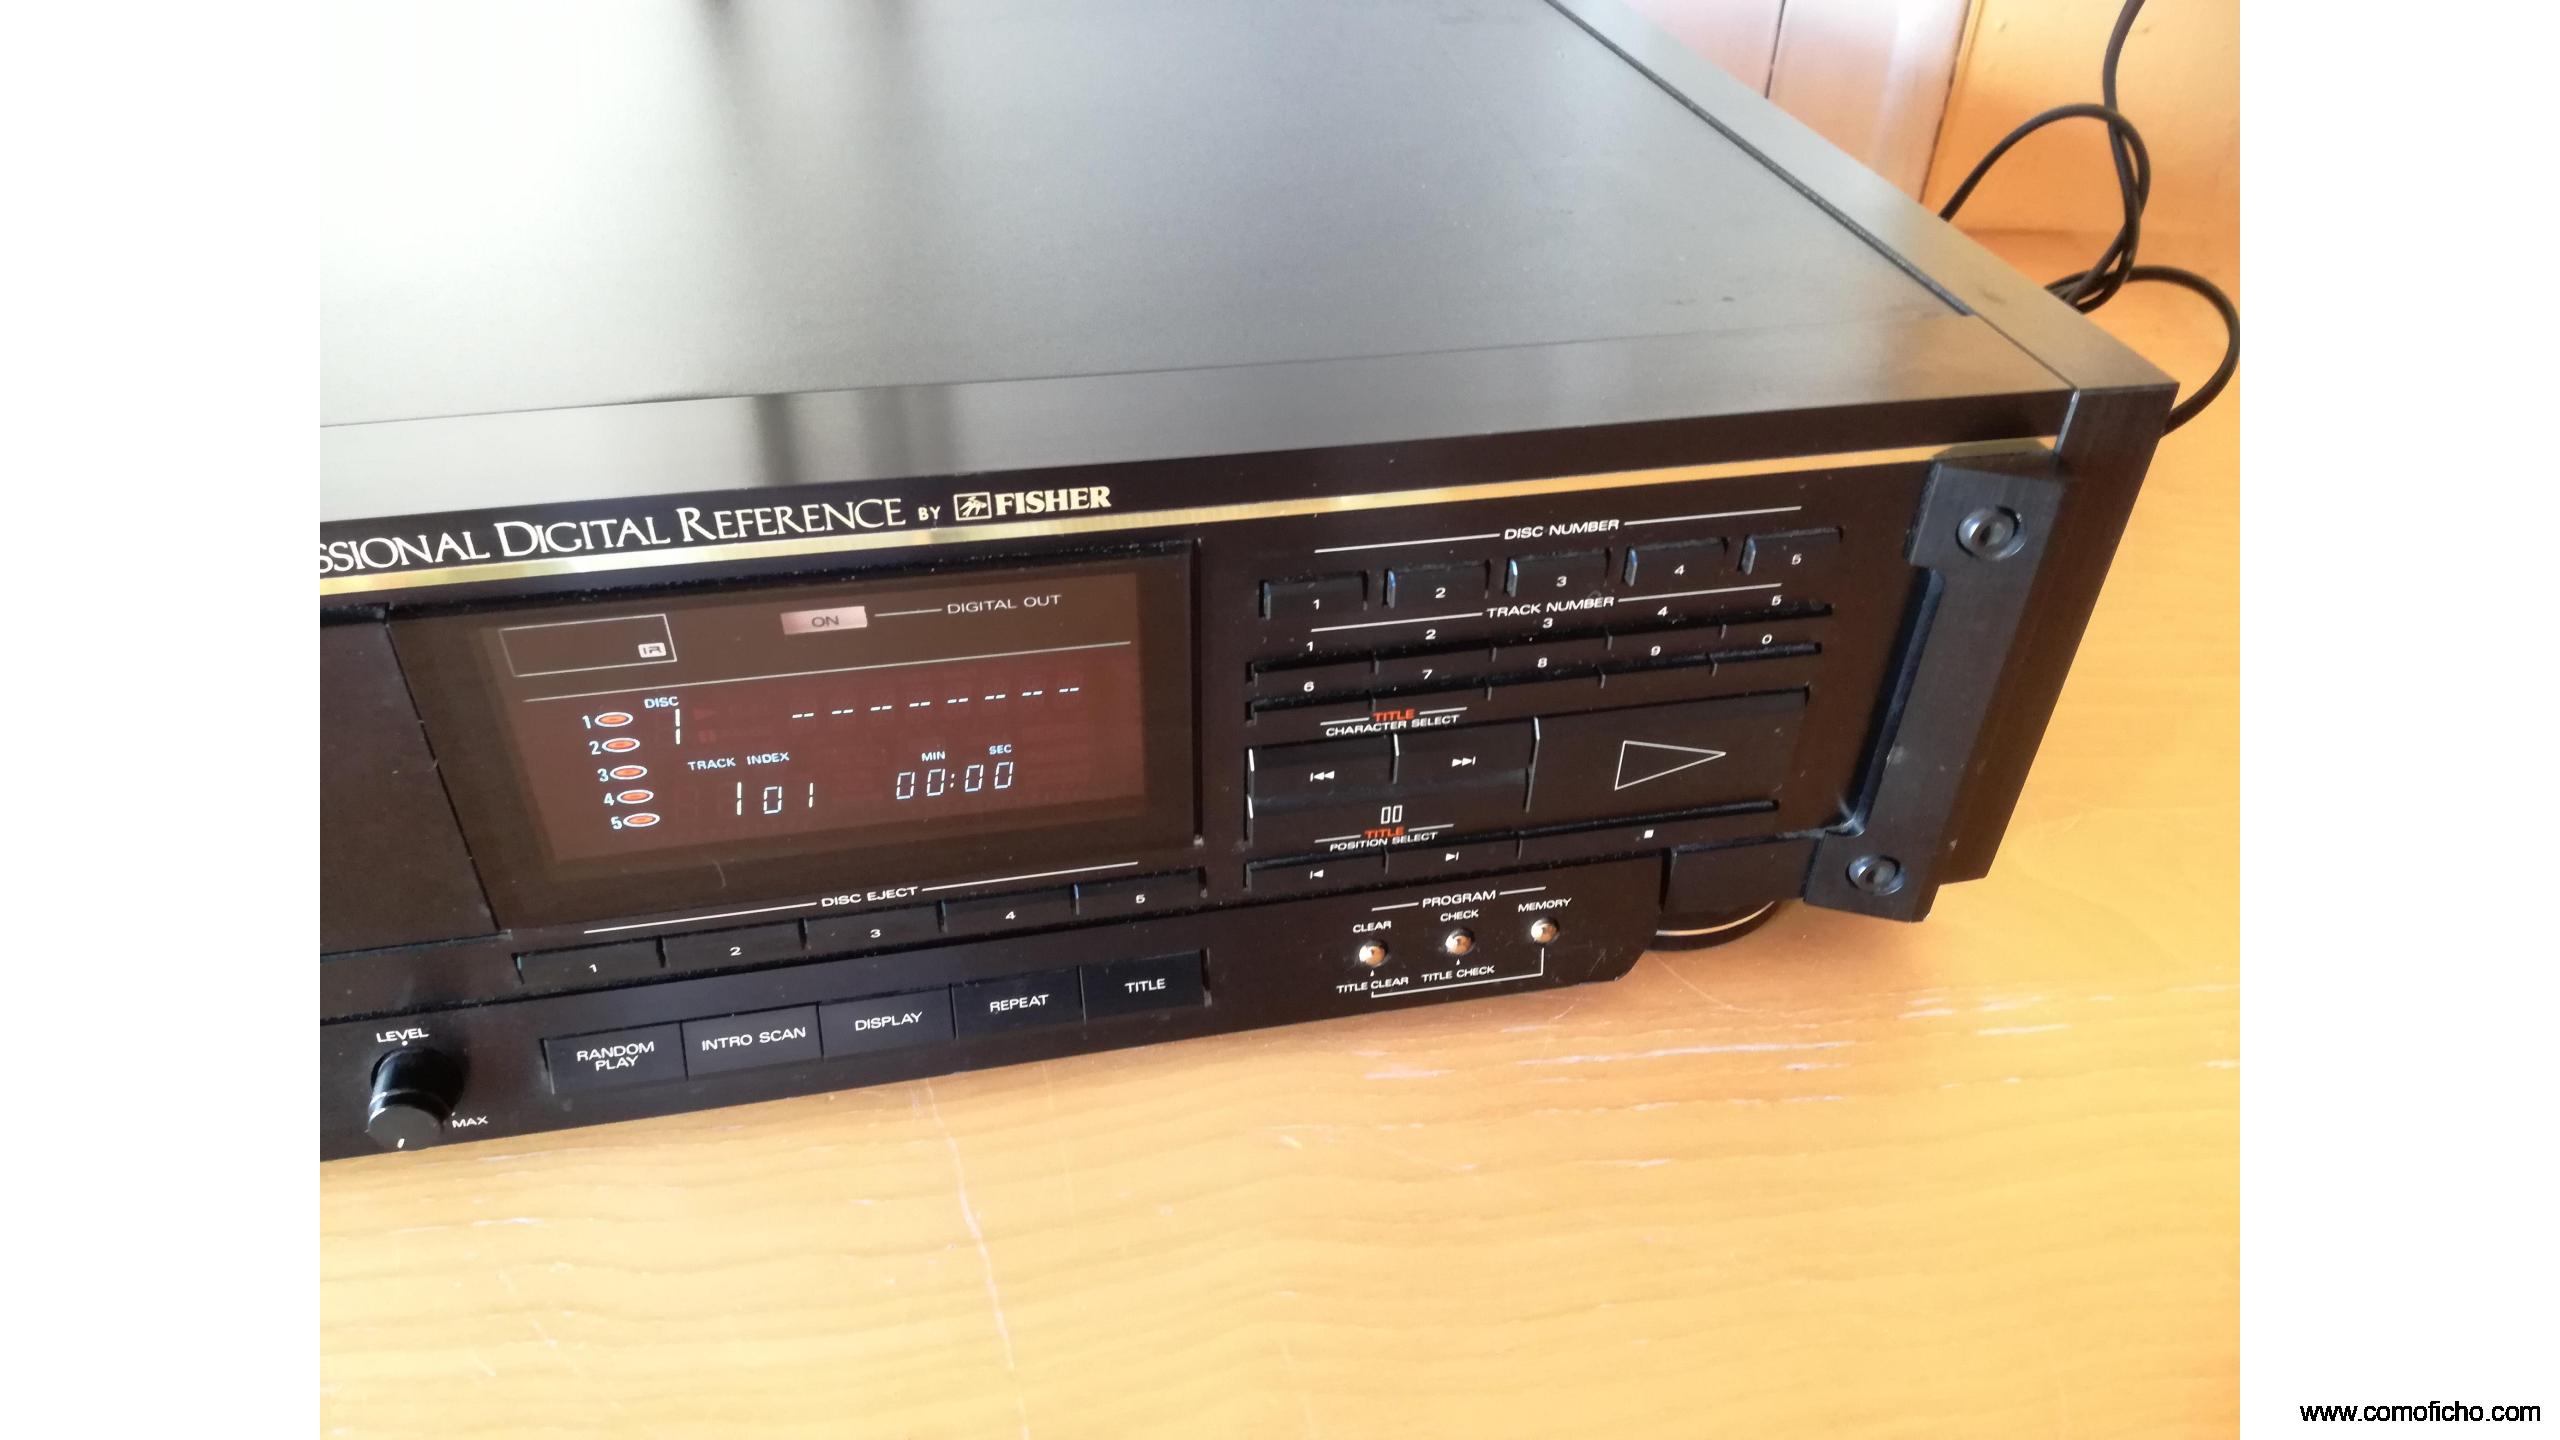 SSIONAL DIGITAL REFERENCE BY FISHER
ON DIGITAL OUT
IR
DISC
1
1
2
3
4
5
TRACK INDEX MIN SEC
1 01 00:00
DISC EJECT
1 2 3 4 5
LEVEL
MAX
RANDOM PLAY
INTRO SCAN
DISPLAY
REPEAT
TITLE
DISC NUMBER
1 2 3 4 5
TRACK NUMBER
1 2 3 4 5
6 7 8 9 0
TITLE
CHARACTER SELECT
TITLE
POSITION SELECT
PROGRAM
CLEAR CHECK MEMORY
TITLE CLEAR TITLE CHECK
www.comoficho.com